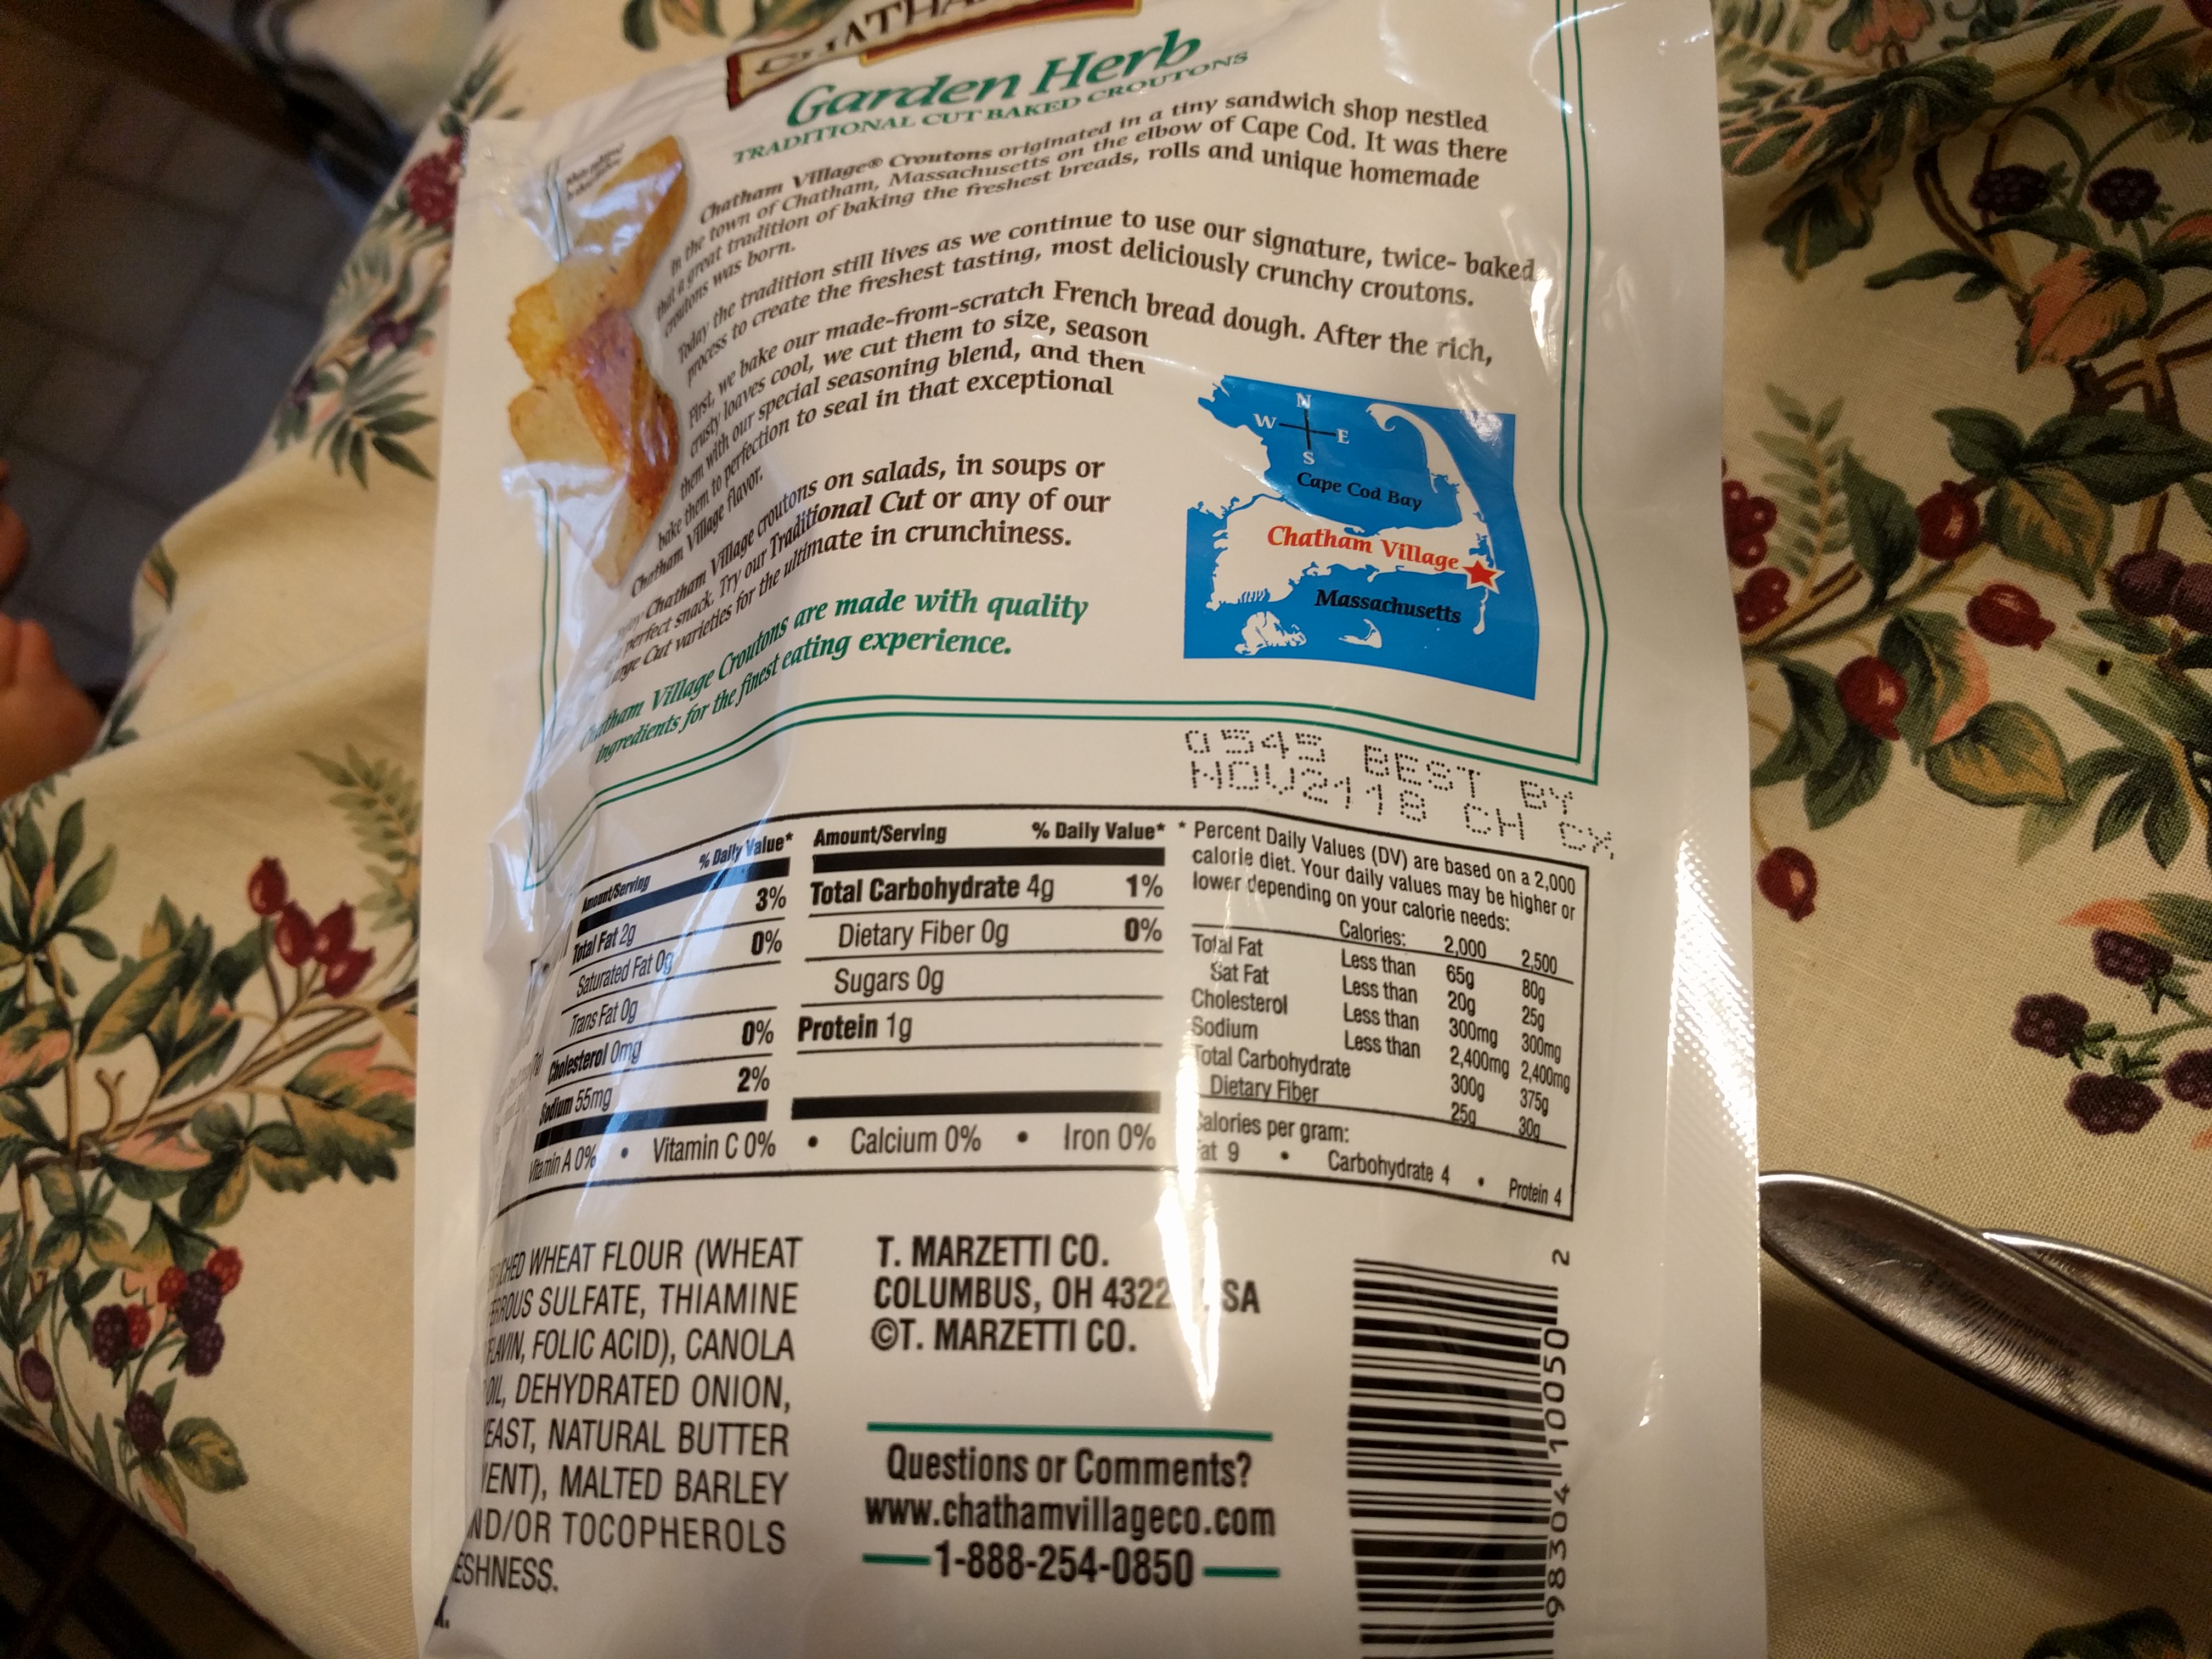 Garden Herb
TRADITIONAL CUT BAKED CROUTONS
Chatham Village® Croutons originated in a tiny sandwich shop nestled
in the town of Chatham, Massachusetts on the elbow of Cape Cod. It was there
that a great tradition of baking the freshest breads, rolls and unique homemade
croutons was born.
Today the tradition still lives as we continue to use our signature, twice- baked
process to create the freshest tasting, most deliciously crunchy croutons.
First, we bake our made-from-scratch French bread dough. After the rich,
crusty loaves cool, we cut them to size, season
them with our special seasoning blend, and then
bake them to perfection to seal in that exceptional
Chatham Village flavor.
Chatham Village croutons on salads, in soups or
perfect snack. Try our Traditional Cut or any of our
Large Cut varieties for the ultimate in crunchiness.
Chatham Village Croutons are made with quality
ingredients for the finest eating experience.
N
W E
S
Cape Cod Bay
Chatham Village
Massachusetts
0545 BEST BY
NOV2118 CH CX
Amount/Serving % Daily Value*
Total Fat 2g 3%
Saturated Fat 0g 0%
Trans Fat 0g
Cholesterol 0mg 0%
Sodium 55mg 2%
Amount/Serving % Daily Value*
Total Carbohydrate 4g 1%
Dietary Fiber 0g 0%
Sugars 0g
Protein 1g
Vitamin A 0% • Vitamin C 0% • Calcium 0% • Iron 0%
* Percent Daily Values (DV) are based on a 2,000
calorie diet. Your daily values may be higher or
lower depending on your calorie needs:
Calories: 2,000 2,500
Total Fat Less than 65g 80g
Sat Fat Less than 20g 25g
Cholesterol Less than 300mg 300mg
Sodium Less than 2,400mg 2,400mg
Total Carbohydrate 300g 375g
Dietary Fiber 25g 30g
Calories per gram:
Fat 9 • Carbohydrate 4 • Protein 4
WHEAT FLOUR (WHEAT
FERROUS SULFATE, THIAMINE
FOLIC ACID), CANOLA
OIL, DEHYDRATED ONION,
YEAST, NATURAL BUTTER
MALTED BARLEY
AND/OR TOCOPHEROLS
T. MARZETTI CO.
COLUMBUS, OH
©T. MARZETTI CO.
Questions or Comments?
www.chathamvillageco.com
1-888-254-0850
98304 10050 2